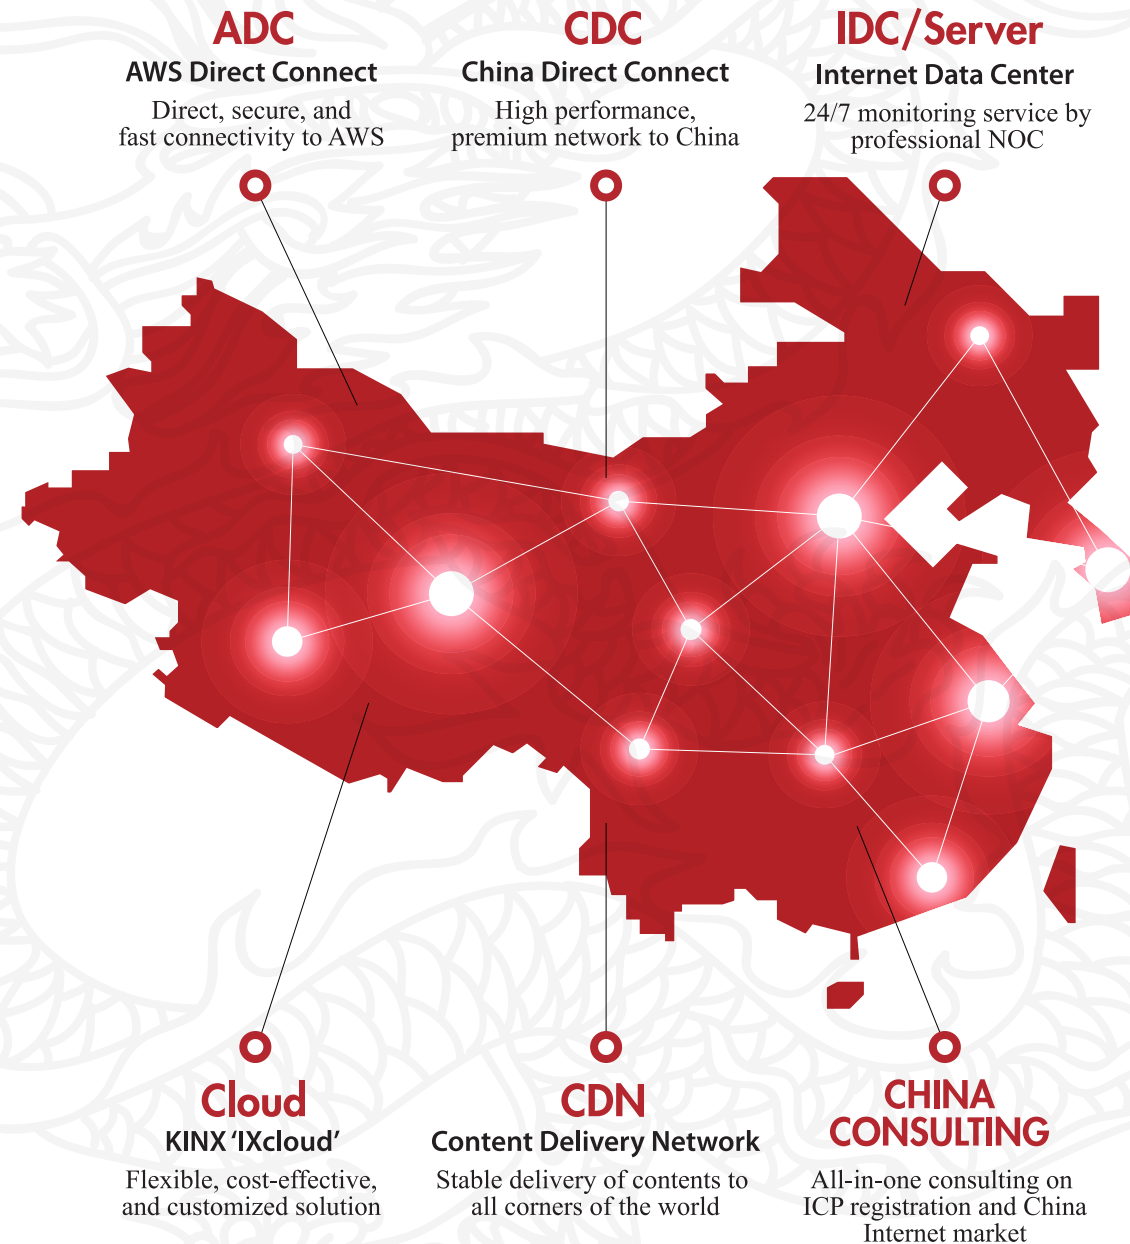 ADC
AWS Direct Connect
Direct, secure, and
fast connectivity to AWS
CDC
China Direct Connect
High performance,
premium network to China
IDC/Server
Internet Data Center
24/7 monitoring service by
professional NOC
Cloud
KINX 'IXcloud'
Flexible, cost-effective,
and customized solution
CDN
Content Delivery Network
Stable delivery of contents to
all corners of the world
CHINA
CONSULTING
All-in-one consulting on
ICP registration and China
Internet market